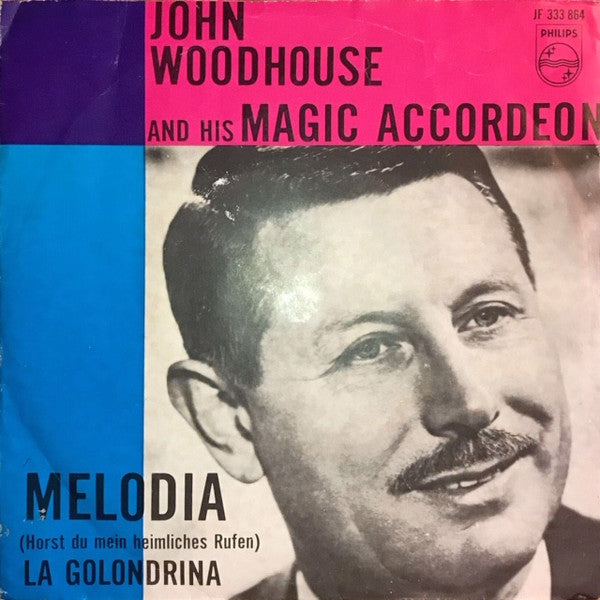 JOHN
WOODHOUSE
AND HIS MAGIC ACCORDEON
JF 333 864
PHILIPS
MELODIA
(Horst du mein heimliches Rufen)
LA GOLONDRINA